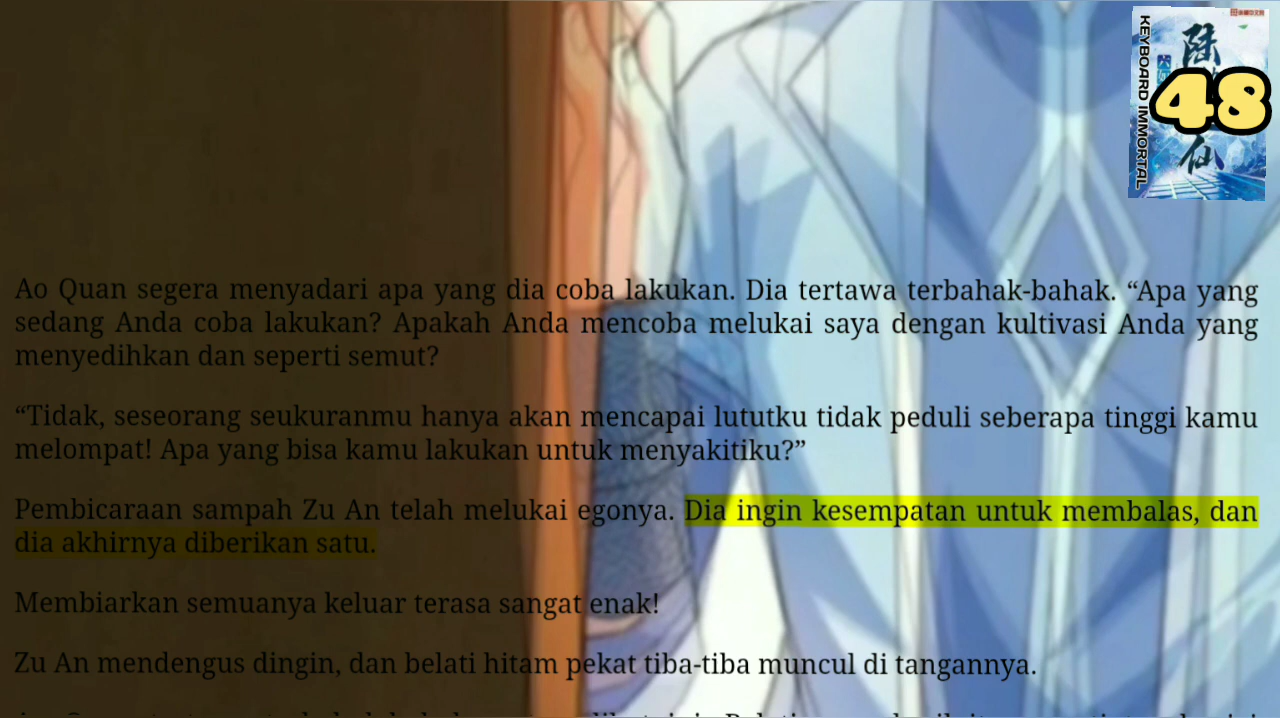 KEYBOARD IMMORTAL
48
Ao Quan segera menyadari apa yang dia coba lakukan. Dia tertawa terbahak-bahak. “Apa yang
sedang Anda coba lakukan? Apakah Anda mencoba melukai saya dengan kultivasi Anda yang
menyedihkan dan seperti semut?
“Tidak, seseorang seukuranmu hanya akan mencapai lututku tidak peduli seberapa tinggi kamu
melompat! Apa yang bisa kamu lakukan untuk menyakitiku?”
Pembicaraan sampah Zu An telah melukai egonya. Dia ingin kesempatan untuk membalas, dan
dia akhirnya diberikan satu.
Membiarkan semuanya keluar terasa sangat enak!
Zu An mendengus dingin, dan belati hitam pekat tiba-tiba muncul di tangannya.